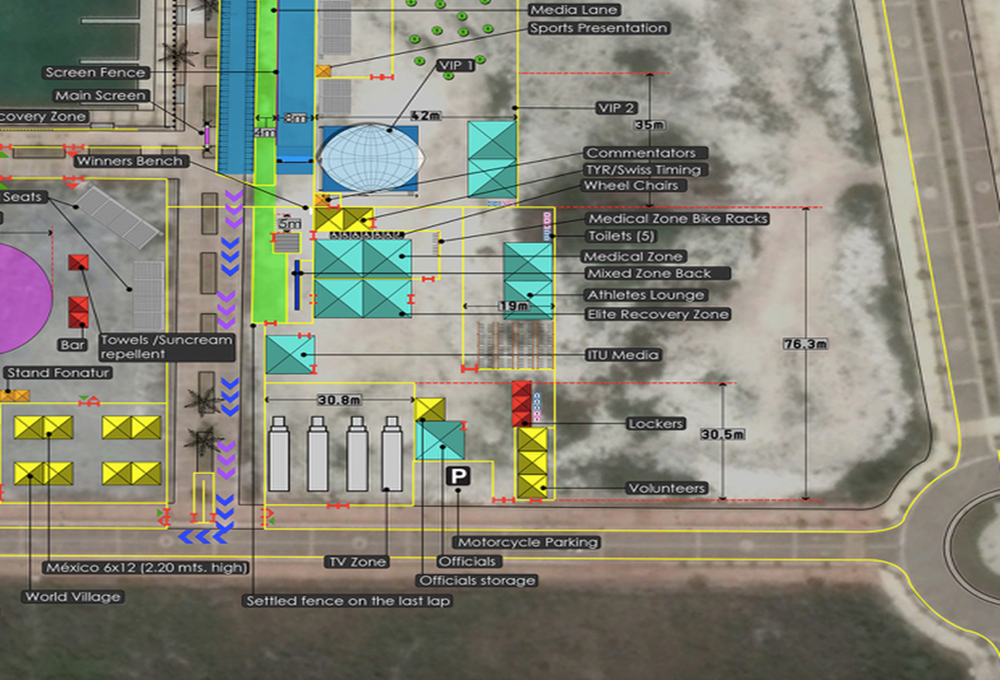 Media Lane
Sports Presentation
VIP 1
Screen Fence
Main Screen
covery Zone
VIP 2
8m
42m
35m
4m
Winners Bench
Commentators
TYR/Swiss Timing
Wheel Chairs
Seats
5m
Medical Zone Bike Racks
Toilets (5)
Medical Zone
Mixed Zone Back
Athletes Lounge
19m
Elite Recovery Zone
Bar
Towels /Suncream
repellent
76.3m
ITU Media
Stand Fonatur
30.8m
Lockers
30.5m
P
Volunteers
Motorcycle Parking
TV Zone
Officials
México 6x12 (2.20 mts. high)
Officials storage
World Village
Settled fence on the last lap